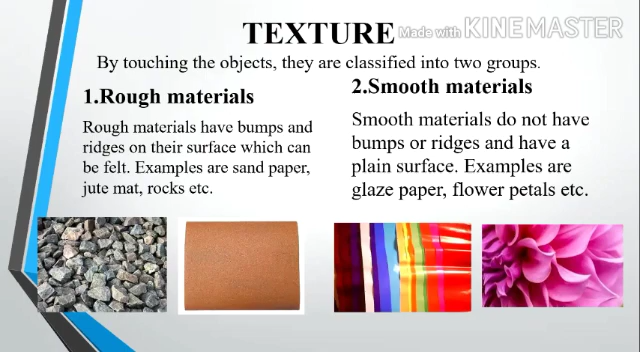 TEXTURE
Made with KINEMASTER
By touching the objects, they are classified into two groups.
1.Rough materials
Rough materials have bumps and
ridges on their surface which can
be felt. Examples are sand paper,
jute mat, rocks etc.
2.Smooth materials
Smooth materials do not have
bumps or ridges and have a
plain surface. Examples are
glaze paper, flower petals etc.